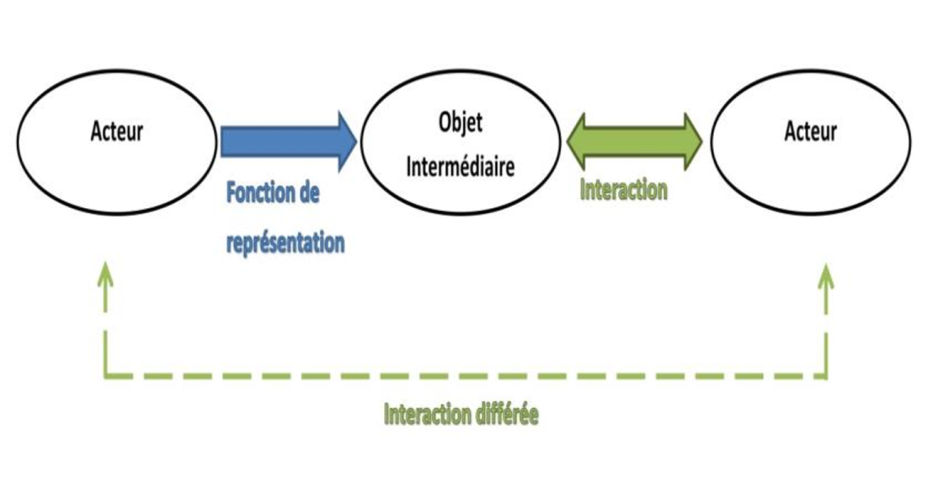 Acteur
Objet
Intermédiaire
Acteur
Fonction de
représentation
Interaction
Interaction différée